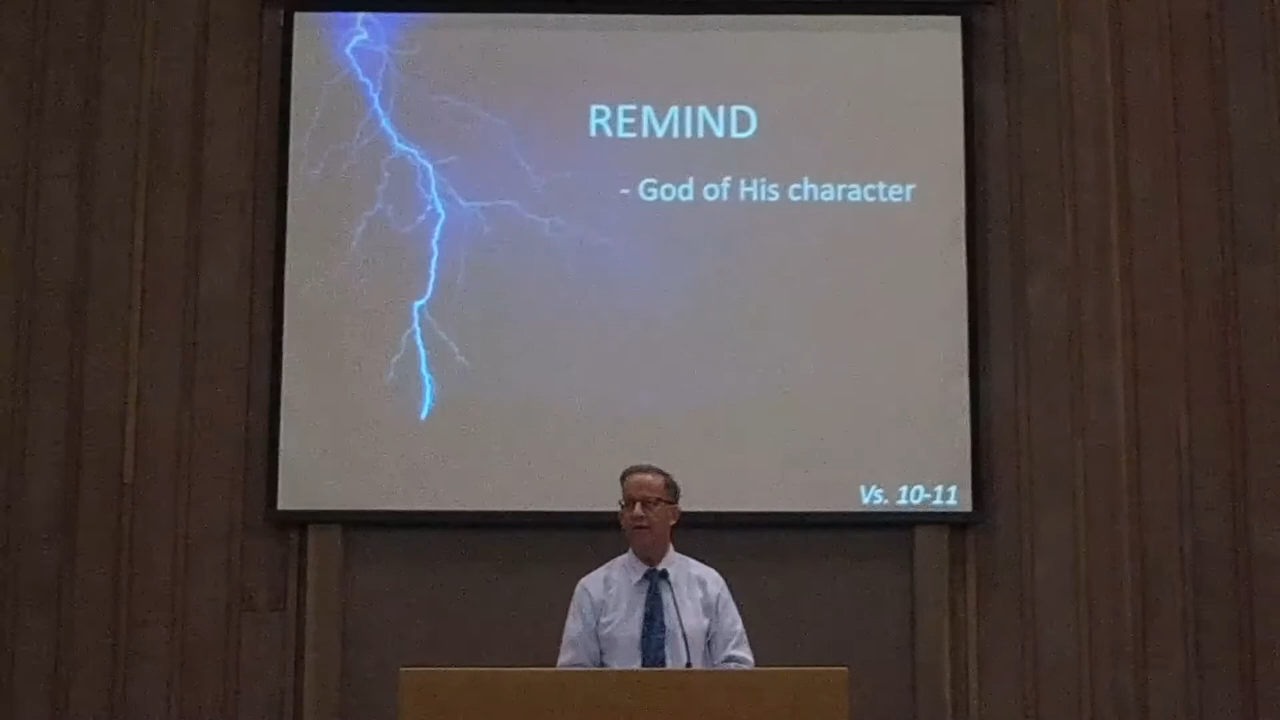 REMIND
- God of His character
Vs. 10-11